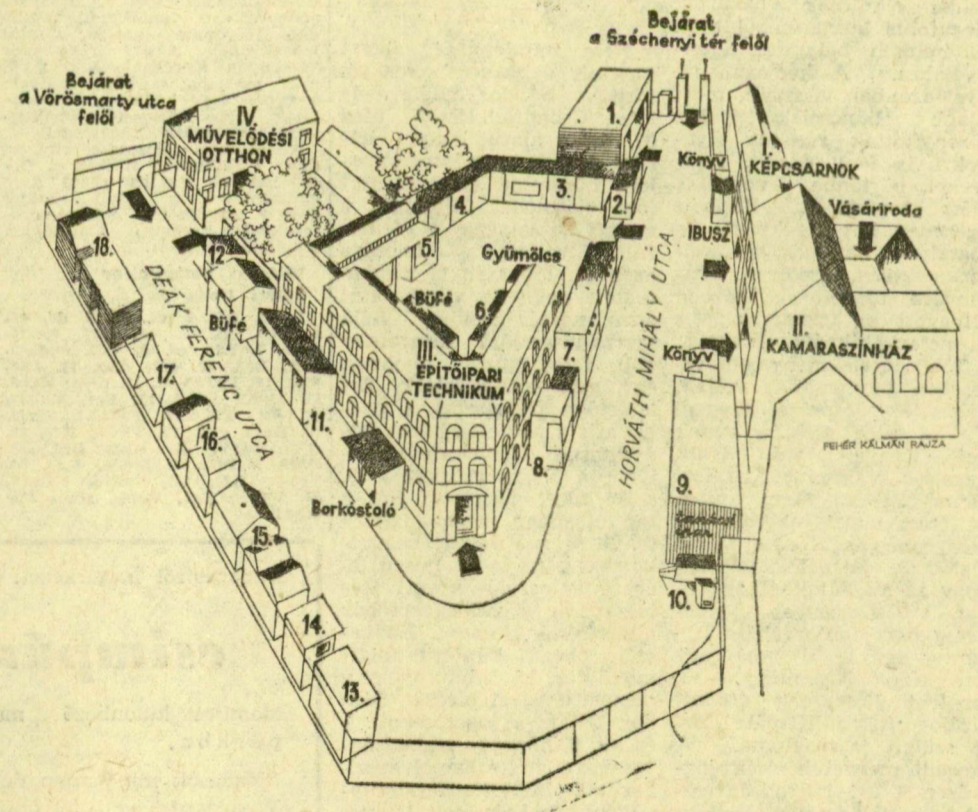 Bejárat
a Széchenyi tér felől
Bejárat
a Vörösmarty utca
felől
IV.
MŰVELŐDÉSI
OTTHON
1.
Könyv
I.
KÉPCSARNOK
2.
3.
4.
5.
IBUSZ
Vásáriroda
18.
12.
Büfé
Gyümölcs
Büfé
6.
DEÁK FERENC UTCA
HORVÁTH MIHÁLY UTCA
III.
ÉPÍTŐIPARI
TECHNIKUM
7.
Könyv
II.
KAMARASZÍNHÁZ
17.
16.
11.
8.
FEHÉR KÁLMÁN RAJZA
Borkóstoló
9.
15.
10.
14.
13.